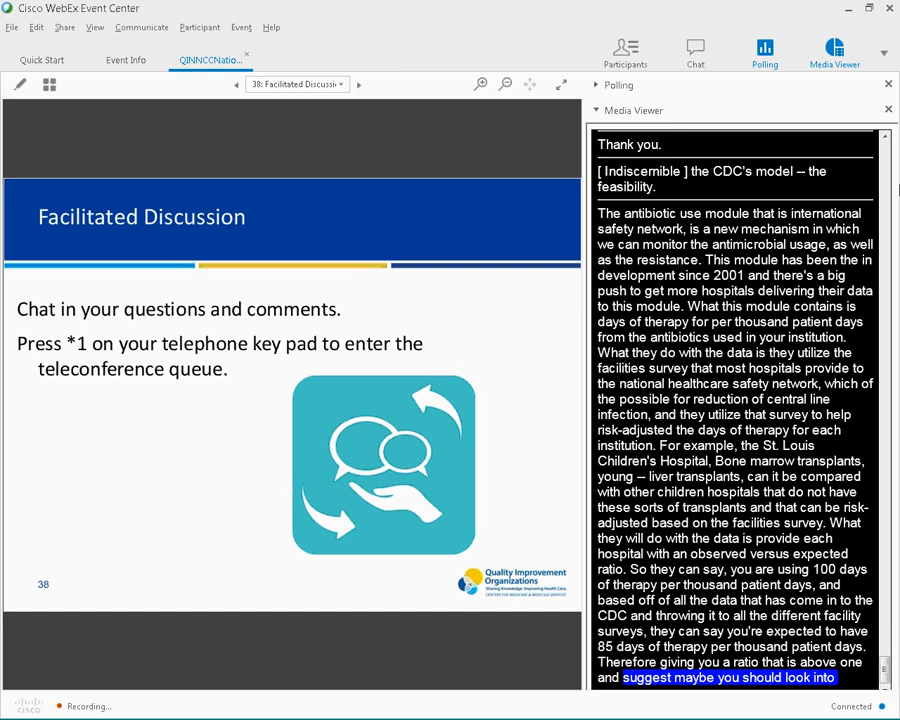 Cisco WebEx Event Center
File Edit Share View Communicate Participant Event Help
Quick Start
Event Info
QINNCCNatio...
Participants
Chat
Polling
Media Viewer
38: Facilitated Discussi
Polling
Media Viewer
Facilitated Discussion
Chat in your questions and comments.
Press *1 on your telephone key pad to enter the
teleconference queue.
38
Quality Improvement
Organizations
Sharing Knowledge. Improving Health Care.
CENTERS FOR MEDICARE & MEDICAID SERVICES
Thank you.
[ Indiscernible ] the CDC's model -- the
feasibility.
The antibiotic use module that is international
safety network, is a new mechanism in which
we can monitor the antimicrobial usage, as well
as the resistance. This module has been the in
development since 2001 and there's a big
push to get more hospitals delivering their data
to this module. What this module contains is
days of therapy for per thousand patient days
from the antibiotics used in your institution.
What they do with the data is they utilize the
facilities survey that most hospitals provide to
the national healthcare safety network, which of
the possible for reduction of central line
infection, and they utilize that survey to help
risk-adjusted the days of therapy for each
institution. For example, the St. Louis
Children's Hospital, Bone marrow transplants,
young -- liver transplants, can it be compared
with other children hospitals that do not have
these sorts of transplants and that can be risk-
adjusted based on the facilities survey. What
they will do with the data is provide each
hospital with an observed versus expected
ratio. So they can say, you are using 100 days
of therapy per thousand patient days, and
based off of all the data that has come in to the
CDC and throwing it to all the different facility
surveys, they can say you're expected to have
85 days of therapy per thousand patient days.
Therefore giving you a ratio that is above one
and suggest maybe you should look into
cisco
Recording...
Connected